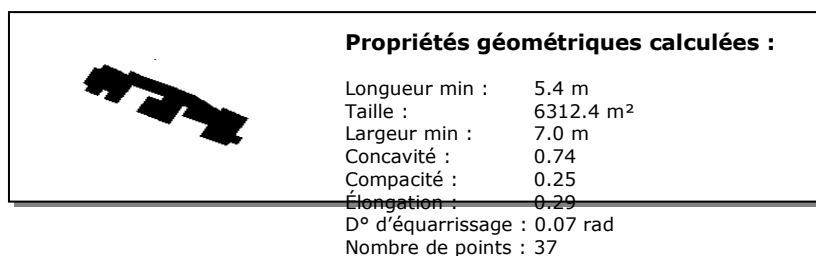 Propriétés géométriques calculées :
Longueur min : 5.4 m
Taille : 6312.4 m²
Largeur min : 7.0 m
Concavité : 0.74
Compacité : 0.25
Élongation : 0.29
D° d’équarrissage : 0.07 rad
Nombre de points : 37